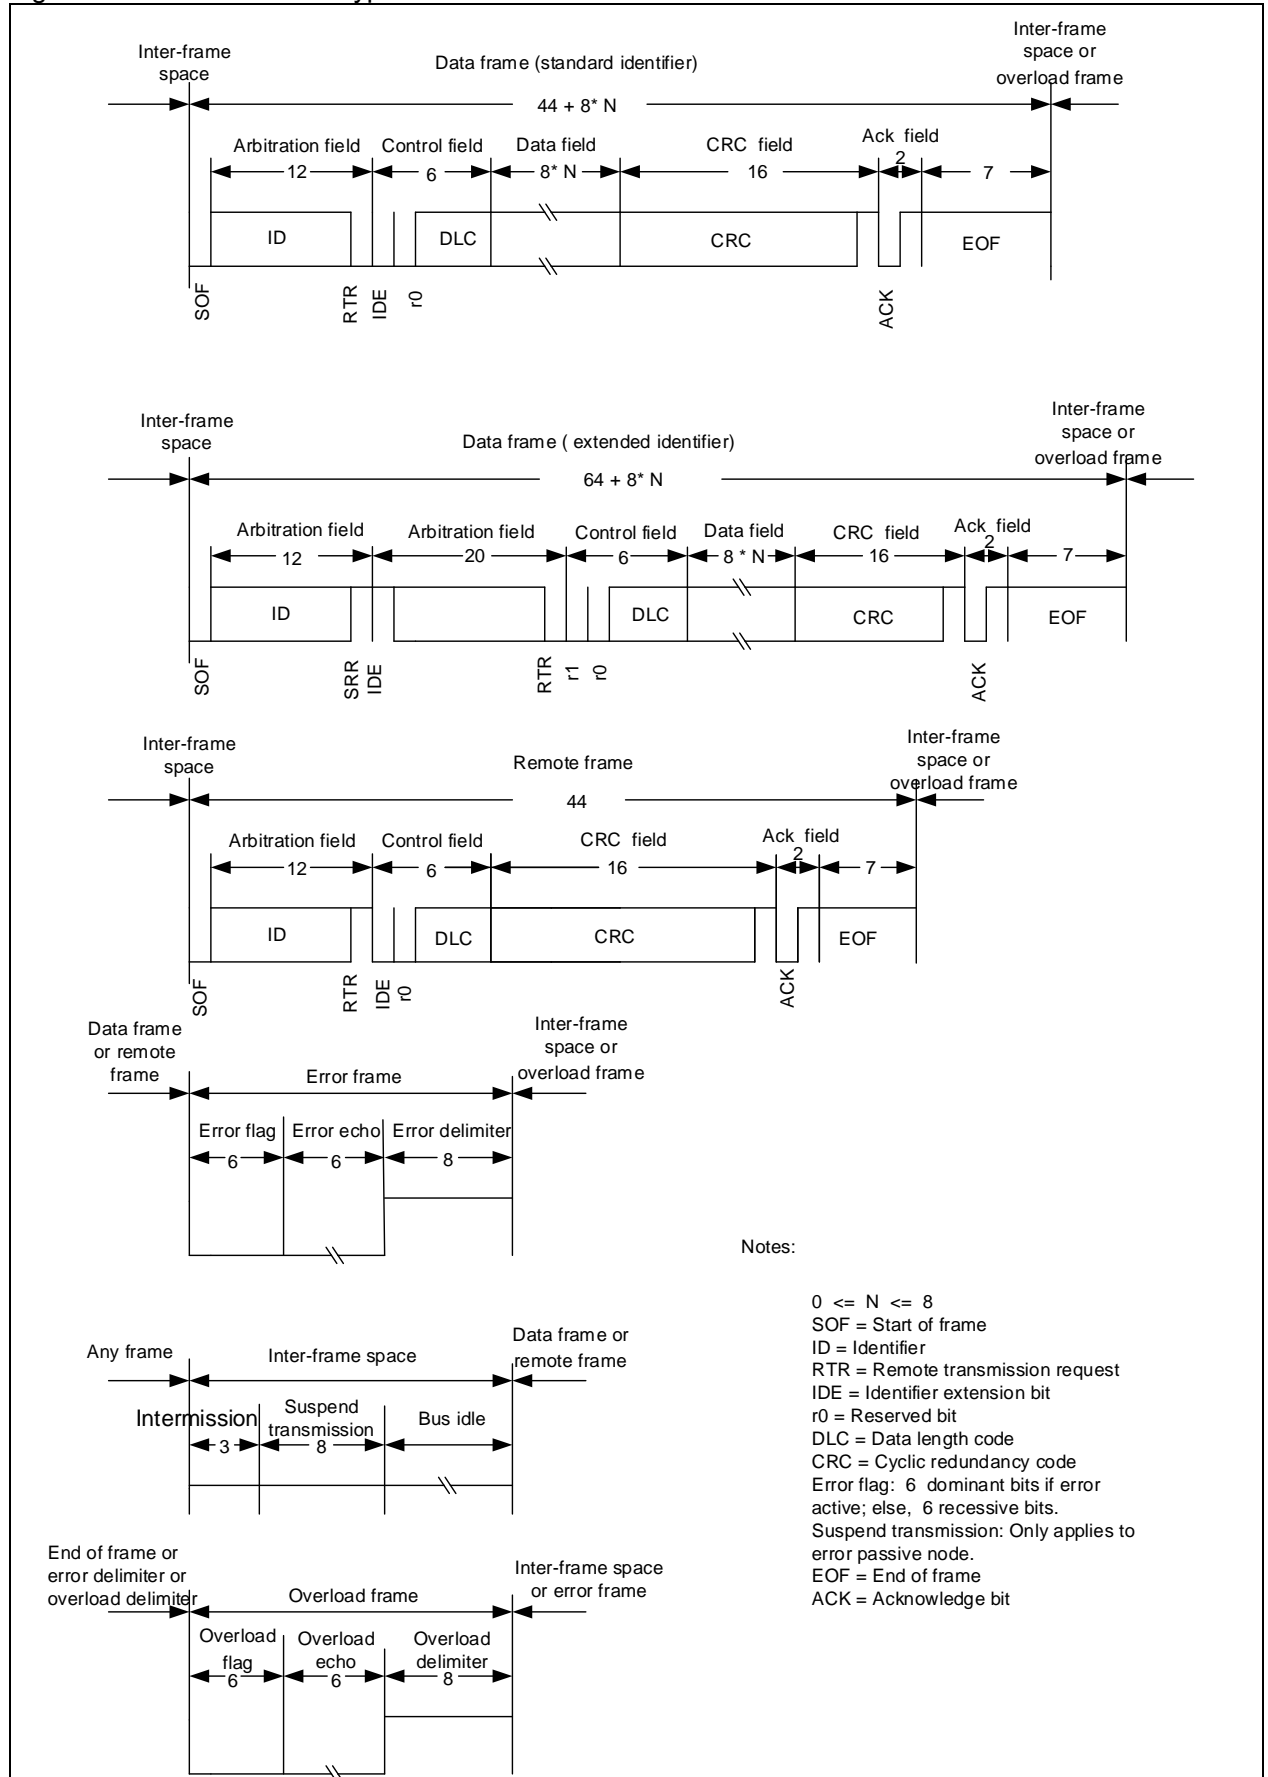 Inter-frame
space
Data frame (standard identifier)
Inter-frame
space or
overload frame
44 + 8* N
Arbitration field
Control field
Data field
CRC field
Ack field
12
6
8* N
16
2
7
ID
DLC
CRC
EOF
SOF
RTR
IDE
r0
ACK
Inter-frame
space
Data frame ( extended identifier)
Inter-frame
space or
overload frame
64 + 8* N
Arbitration field
Arbitration field
Control field
Data field
CRC field
Ack field
12
20
6
8 * N
16
2
7
ID
DLC
CRC
EOF
SOF
SRR
IDE
RTR
r1
r0
ACK
Inter-frame
space
Remote frame
Inter-frame
space or
overload frame
44
Arbitration field
Control field
CRC field
Ack field
12
6
16
2
7
ID
DLC
CRC
EOF
SOF
RTR
IDE
r0
ACK
Data frame
or remote
frame
Error frame
Inter-frame
space or
overload frame
Error flag
Error echo
Error delimiter
6
6
8
Notes:
0 <= N <= 8
SOF = Start of frame
ID = Identifier
RTR = Remote transmission request
IDE = Identifier extension bit
r0 = Reserved bit
DLC = Data length code
CRC = Cyclic redundancy code
Error flag: 6 dominant bits if error
active; else, 6 recessive bits.
Suspend transmission: Only applies to
error passive node.
EOF = End of frame
ACK = Acknowledge bit
Any frame
Inter-frame space
Data frame or
remote frame
Intermission
Suspend
transmission
Bus idle
3
8
End of frame or
error delimiter or
overload delimiter
Overload frame
Inter-frame space
or error frame
Overload
flag
Overload
echo
Overload
delimiter
6
6
8